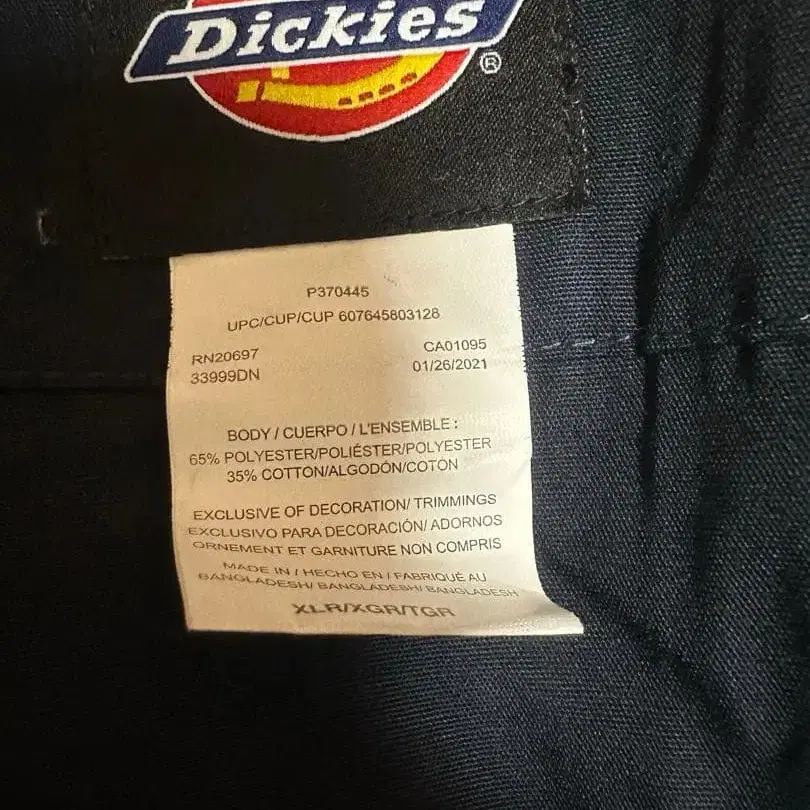 Dickies
®
P370445
UPC/CUP/CUP 607645803128
RN20697 CA01095
33999DN 01/26/2021
BODY / CUERPO / L'ENSEMBLE :
65% POLYESTER/POLIÉSTER/POLYESTER
35% COTTON/ALGODÓN/COTON
EXCLUSIVE OF DECORATION/ TRIMMINGS
EXCLUSIVO PARA DECORACIÓN/ ADORNOS
ORNEMENT ET GARNITURE NON COMPRIS
MADE IN / HECHO EN / FABRIQUÉ AU
BANGLADESH/ BANGLADESH/ BANGLADESH
XLR/XGR/TGR